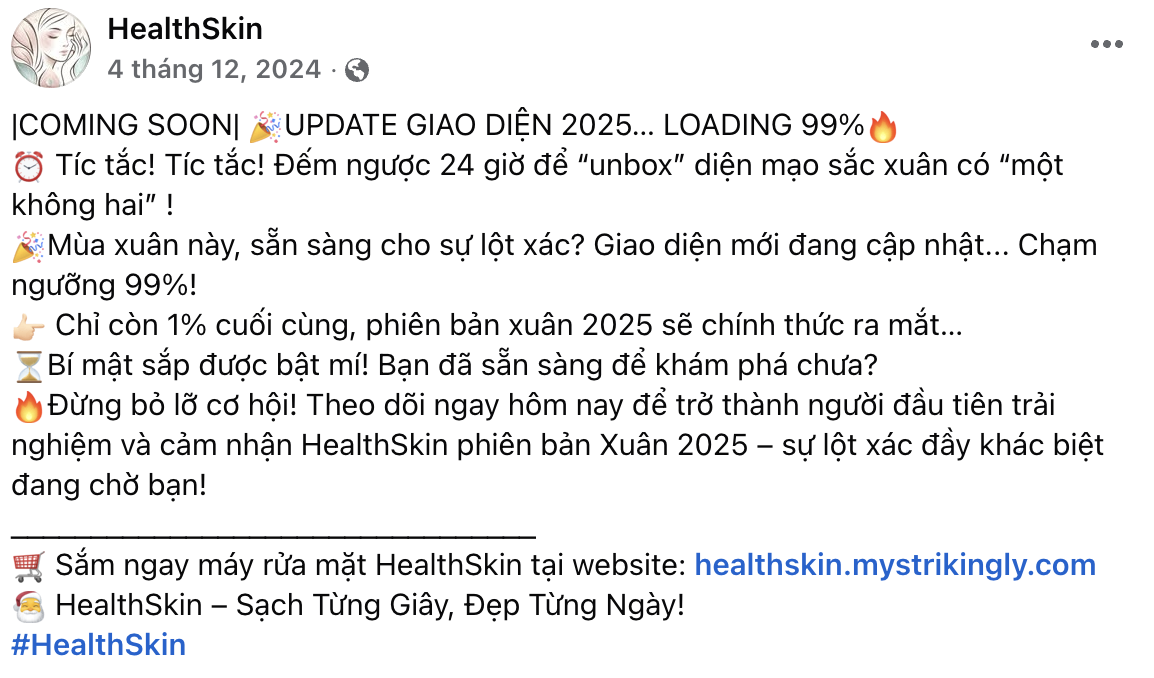 HealthSkin
4 tháng 12, 2024 ·
|COMING SOON| 🎉UPDATE GIAO DIỆN 2025... LOADING 99%🔥
⏰ Tíc tắc! Tíc tắc! Đếm ngược 24 giờ để “unbox” diện mạo sắc xuân có “một
không hai” !
🎉Mùa xuân này, sẵn sàng cho sự lột xác? Giao diện mới đang cập nhật... Chạm
ngưỡng 99%!
👉🏻 Chỉ còn 1% cuối cùng, phiên bản xuân 2025 sẽ chính thức ra mắt...
⏳Bí mật sắp được bật mí! Bạn đã sẵn sàng để khám phá chưa?
🔥Đừng bỏ lỡ cơ hội! Theo dõi ngay hôm nay để trở thành người đầu tiên trải
nghiệm và cảm nhận HealthSkin phiên bản Xuân 2025 – sự lột xác đầy khác biệt
đang chờ bạn!
_________________________________
🛒 Sắm ngay máy rửa mặt HealthSkin tại website: healthskin.mystrikingly.com
🎅🏻 HealthSkin – Sạch Từng Giây, Đẹp Từng Ngày!
#HealthSkin